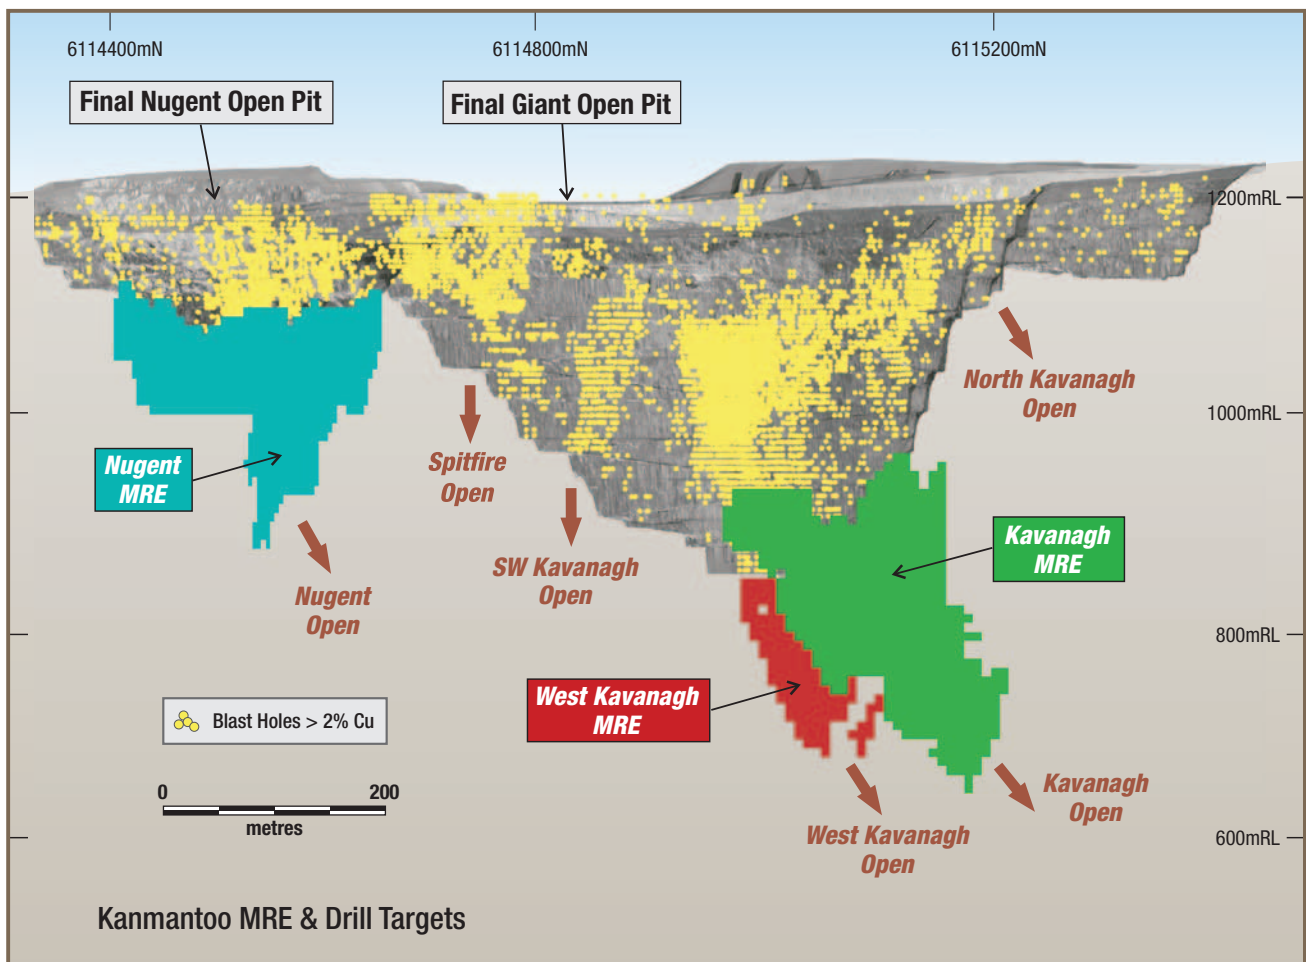 6114400mN
6114800mN
6115200mN
Final Nugent Open Pit
Final Giant Open Pit
1200mRL
North Kavanagh
Open
1000mRL
Nugent
MRE
Spitfire
Open
SW Kavanagh
Open
Kavanagh
MRE
Nugent
Open
800mRL
West Kavanagh
MRE
Blast Holes > 2% Cu
0
200
metres
Kavanagh
Open
West Kavanagh
Open
600mRL
Kanmantoo MRE & Drill Targets